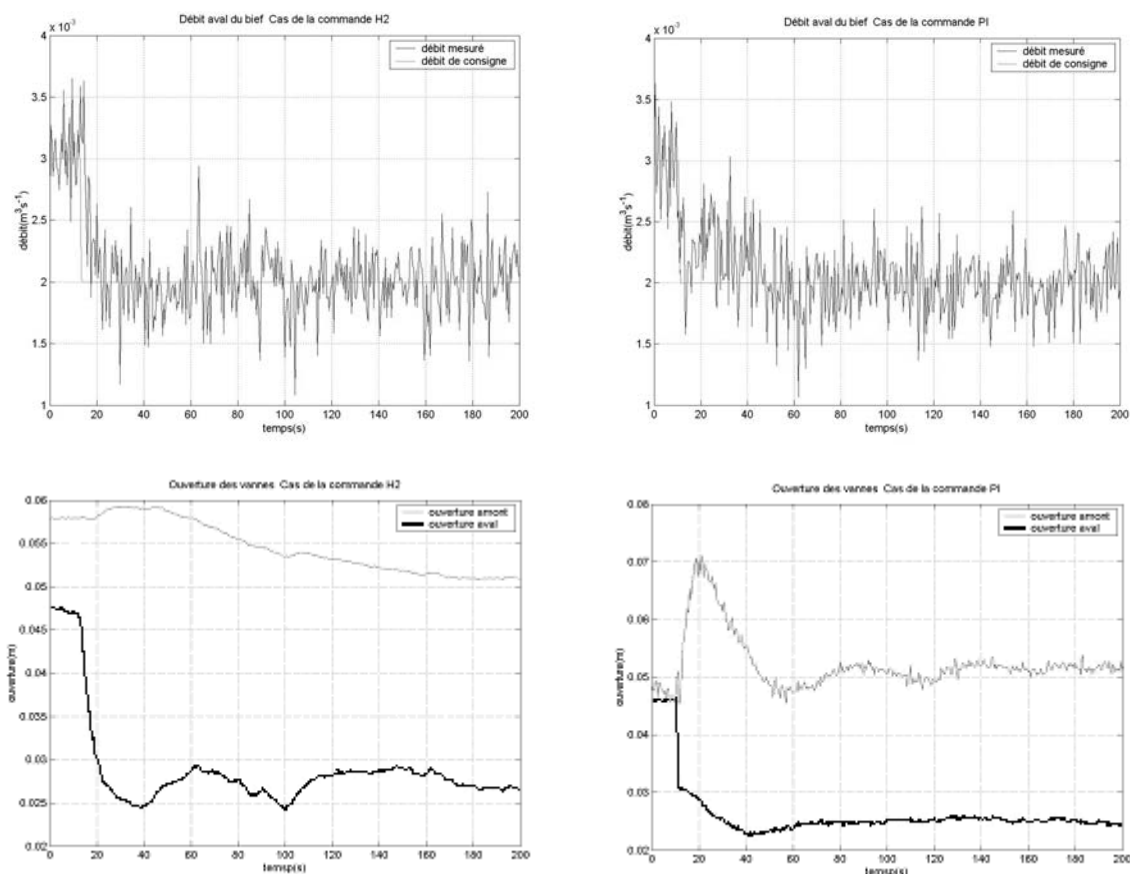 Débit aval du bief Cas de la commande H2
x 10⁻³
4
3.5
3
2.5
2
1.5
1
débit(m³s⁻¹)
débit mesuré
débit de consigne
0 20 40 60 80 100 120 140 160 180 200
temps(s)
Débit aval du bief Cas de la commande PI
x 10⁻³
4
3.5
3
2.5
2
1.5
1
débit(m³s⁻¹)
débit mesuré
débit de consigne
0 20 40 60 80 100 120 140 160 180 200
temps(s)
Ouverture des vannes Cas de la commande H2
0.06
0.055
0.05
0.045
0.04
0.035
0.03
0.025
0.02
ouverture(m)
ouverture amont
ouverture aval
0 20 40 60 80 100 120 140 160 180 200
temsp(s)
Ouverture des vannes Cas de la commande PI
0.08
0.07
0.06
0.05
0.04
0.03
0.02
ouverture(m)
ouverture amont
ouverture aval
0 20 40 60 80 100 120 140 160 180 200
temsp(s)